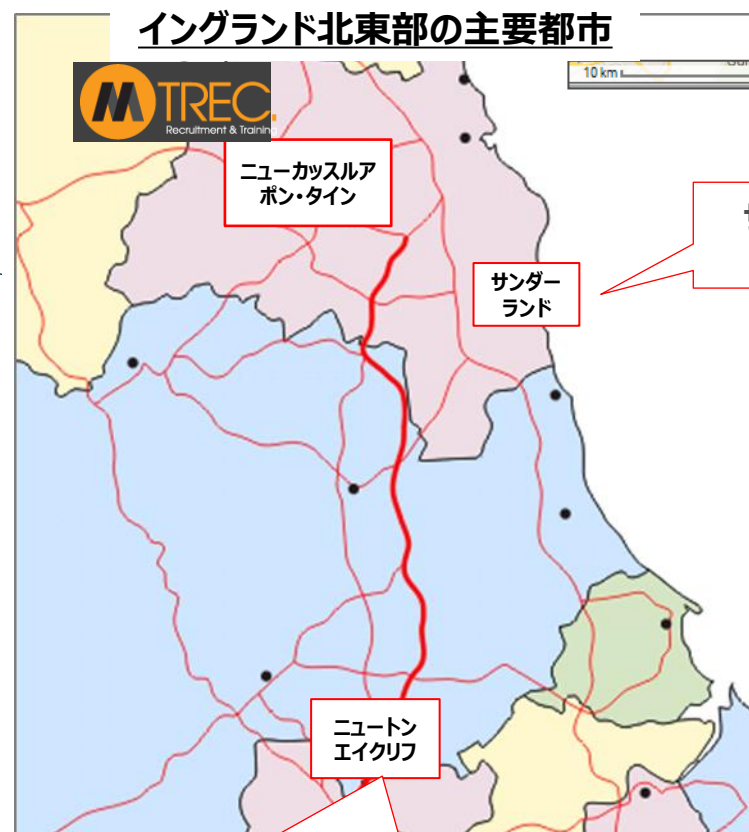 イングランド北東部の主要都市
MTREC.
Recruitment & Training
10 km
ニューカッスルア
ポン・タイン
サンダー
ランド
ニュートン
エイクリフ